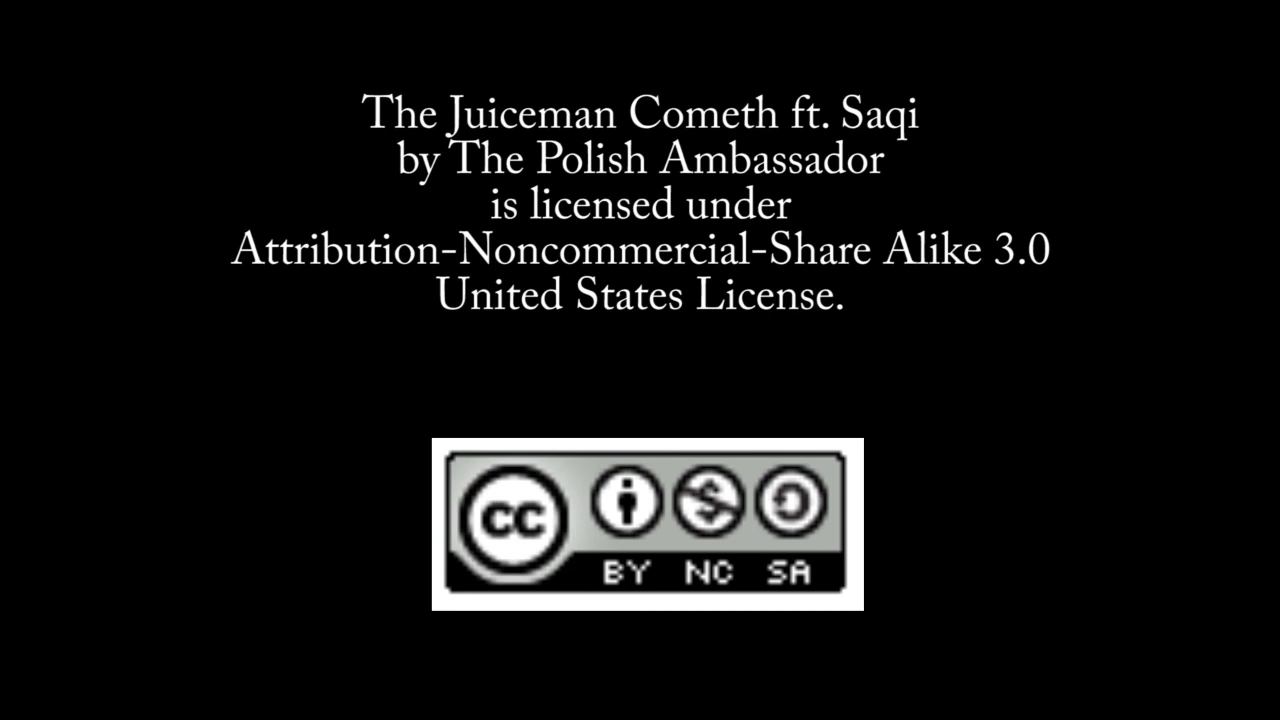 The Juiceman Cometh ft. Saqi
by The Polish Ambassador
is licensed under
Attribution-Noncommercial-Share Alike 3.0
United States License.
CC
BY NC SA